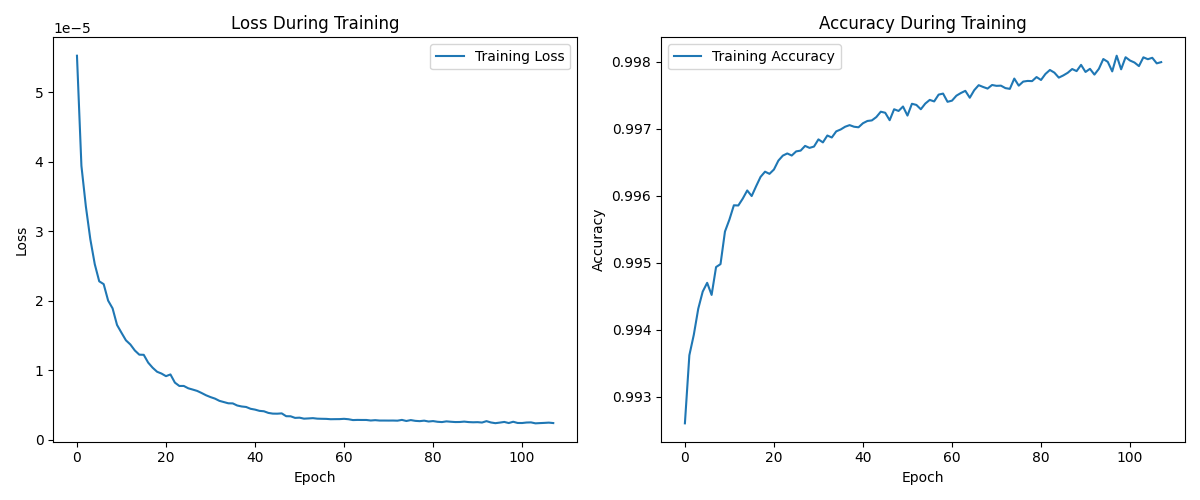 Loss During Training
1e−5
Training Loss
5
4
3
2
1
0
Loss
0 20 40 60 80 100
Epoch
Accuracy During Training
Training Accuracy
0.998
0.997
0.996
0.995
0.994
0.993
Accuracy
0 20 40 60 80 100
Epoch